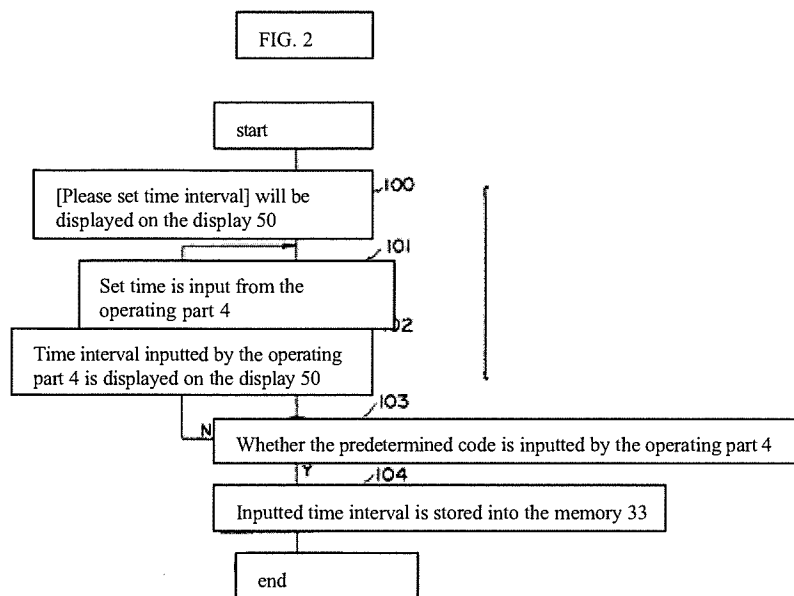 FIG. 2
start
100
[Please set time interval] will be
displayed on the display 50
101
Set time is input from the
operating part 4
102
Time interval inputted by the operating
part 4 is displayed on the display 50
103
N
Whether the predetermined code is inputted by the operating part 4
Y
104
Inputted time interval is stored into the memory 33
end